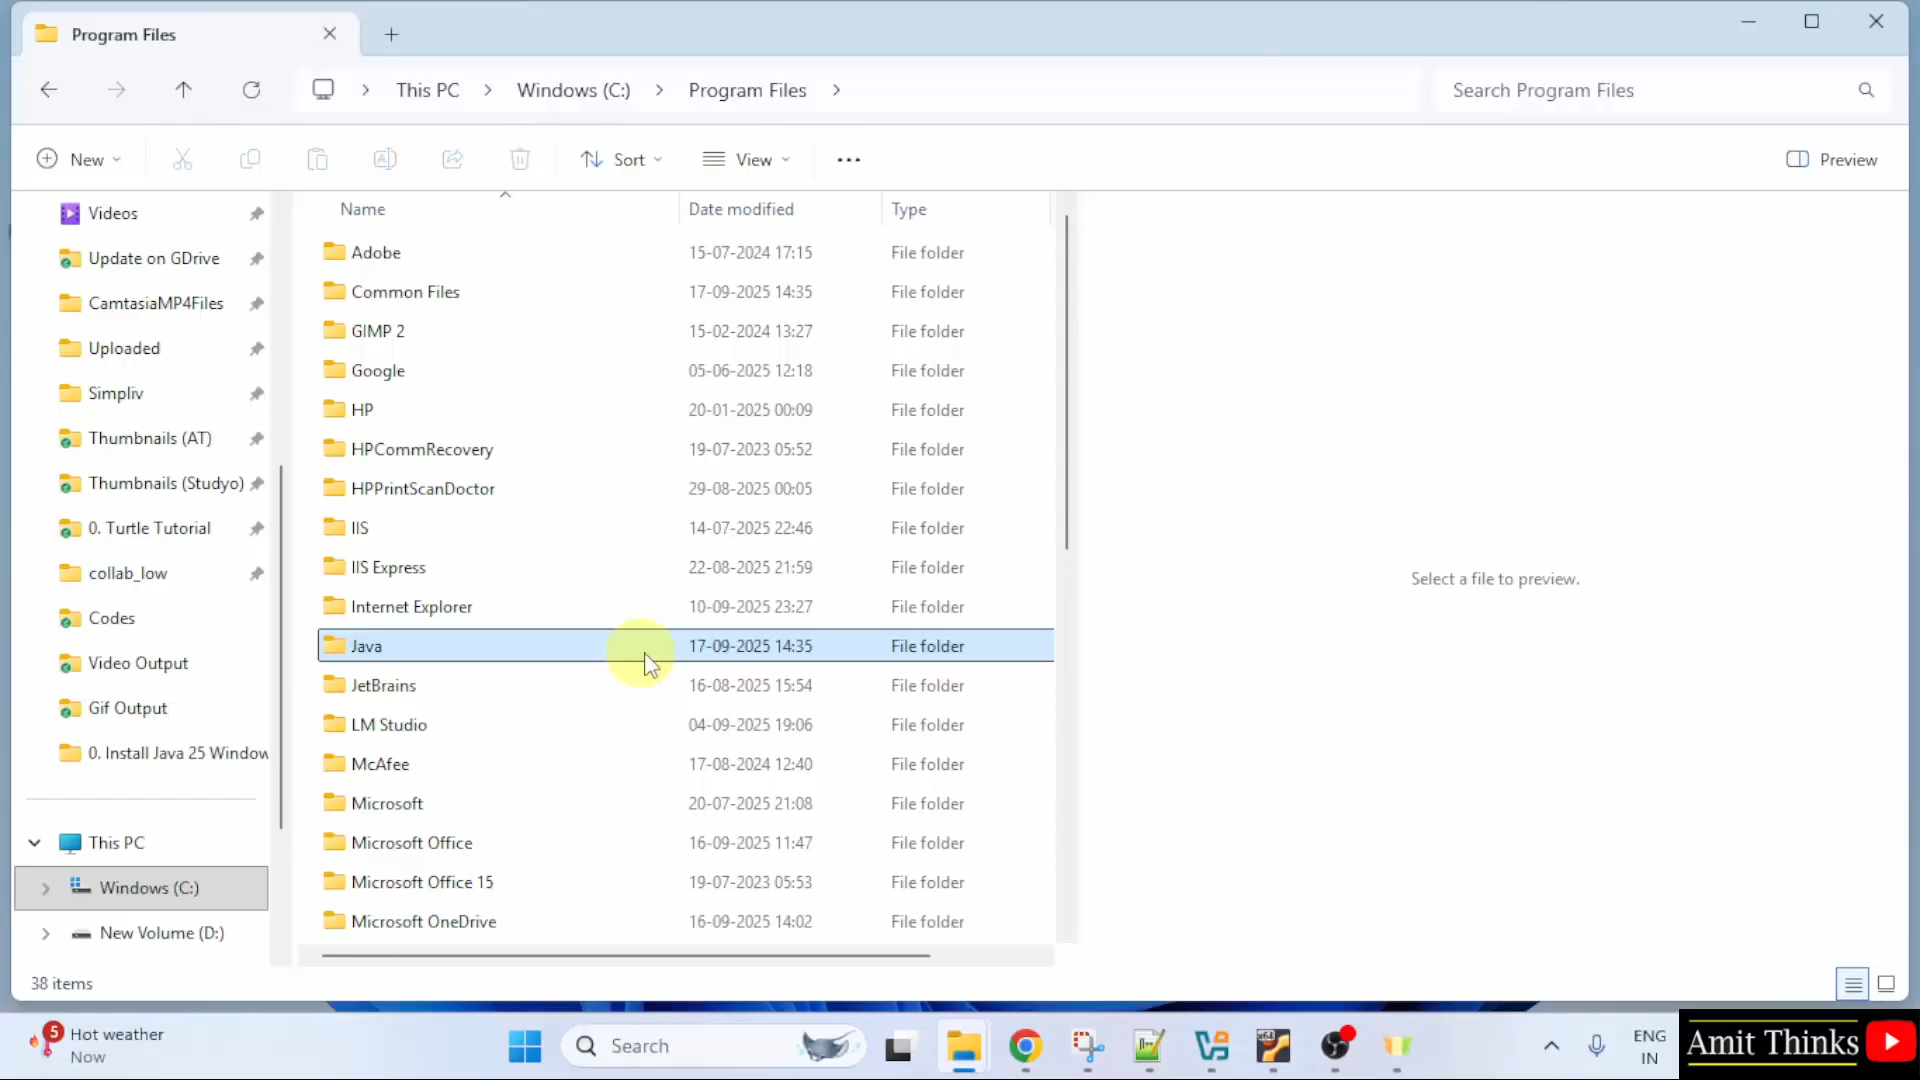 Program Files
This PC
Windows (C:)
Program Files
Search Program Files
New
Sort
View
Preview
Videos
Update on GDrive
CamtasiaMP4Files
Uploaded
Simpliv
Thumbnails (AT)
Thumbnails (Studyo)
0. Turtle Tutorial
collab_low
Codes
Video Output
Gif Output
0. Install Java 25 Window
This PC
Windows (C:)
New Volume (D:)
Name Date modified Type
Adobe 15-07-2024 17:15 File folder
Common Files 17-09-2025 14:35 File folder
GIMP 2 15-02-2024 13:27 File folder
Google 05-06-2025 12:18 File folder
HP 20-01-2025 00:09 File folder
HPCommRecovery 19-07-2023 05:52 File folder
HPPrintScanDoctor 29-08-2025 00:05 File folder
IIS 14-07-2025 22:46 File folder
IIS Express 22-08-2025 21:59 File folder
Internet Explorer 10-09-2025 23:27 File folder
Java 17-09-2025 14:35 File folder
JetBrains 16-08-2025 15:54 File folder
LM Studio 04-09-2025 19:06 File folder
McAfee 17-08-2024 12:40 File folder
Microsoft 20-07-2025 21:08 File folder
Microsoft Office 16-09-2025 11:47 File folder
Microsoft Office 15 19-07-2023 05:53 File folder
Microsoft OneDrive 16-09-2025 14:02 File folder
Select a file to preview.
38 items
5
Hot weather
Now
Search
ENG
IN
Amit Thinks